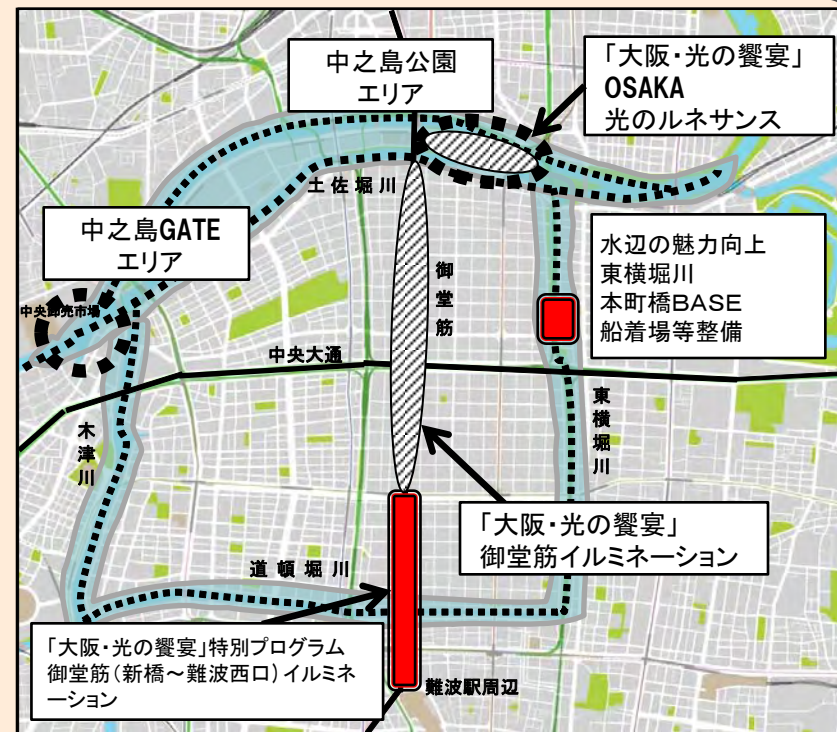 中之島公園
エリア
「大阪・光の饗宴」
OSAKA
光のルネサンス
土佐堀川
中之島GATE
エリア
中央卸売市場
御堂筋
水辺の魅力向上
東横堀川
本町橋BASE
船着場等整備
中央大通
木津川
東横堀川
「大阪・光の饗宴」
御堂筋イルミネーション
道頓堀川
「大阪・光の饗宴」特別プログラム
御堂筋(新橋～難波西口)イルミネ
ーション
難波駅周辺